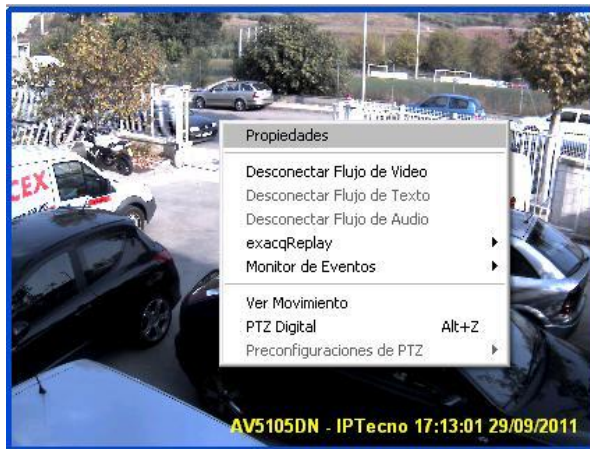 CEX
Propiedades
Desconectar Flujo de Video
Desconectar Flujo de Texto
Desconectar Flujo de Audio
exacqReplay
Monitor de Eventos
Ver Movimiento
PTZ Digital Alt+Z
Preconfiguraciones de PTZ
AV5105DN - IPTecno 17:13:01 29/09/2011